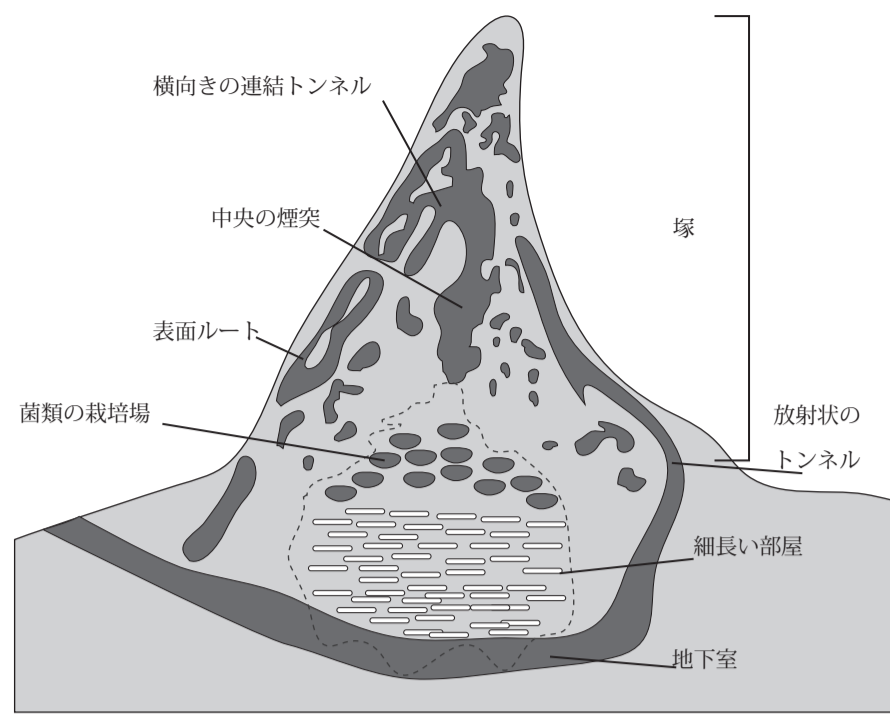 横向きの連結トンネル
中央の煙突
塚
表面ルート
菌類の栽培場
放射状の
トンネル
細長い部屋
地下室